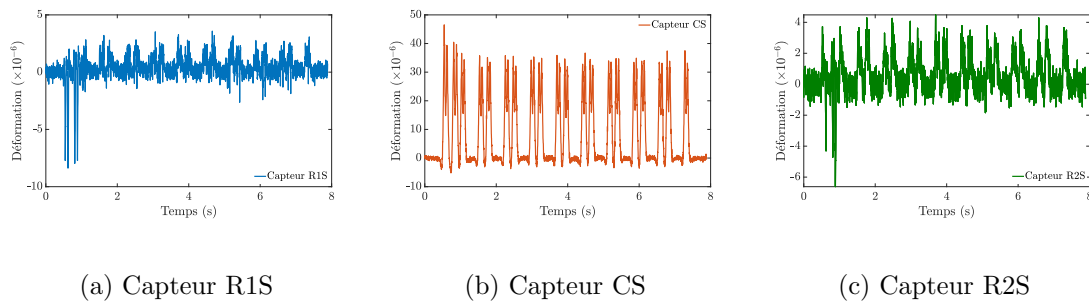 5
0
-5
-10
0
2
4
6
8
Déformation (×10⁻⁶)
Temps (s)
Capteur R1S
50
40
30
20
10
0
-10
0
2
4
6
8
Déformation (×10⁻⁶)
Temps (s)
Capteur CS
4
2
0
-2
-4
-6
0
2
4
6
8
Déformation (×10⁻⁶)
Temps (s)
Capteur R2S
(a) Capteur R1S
(b) Capteur CS
(c) Capteur R2S